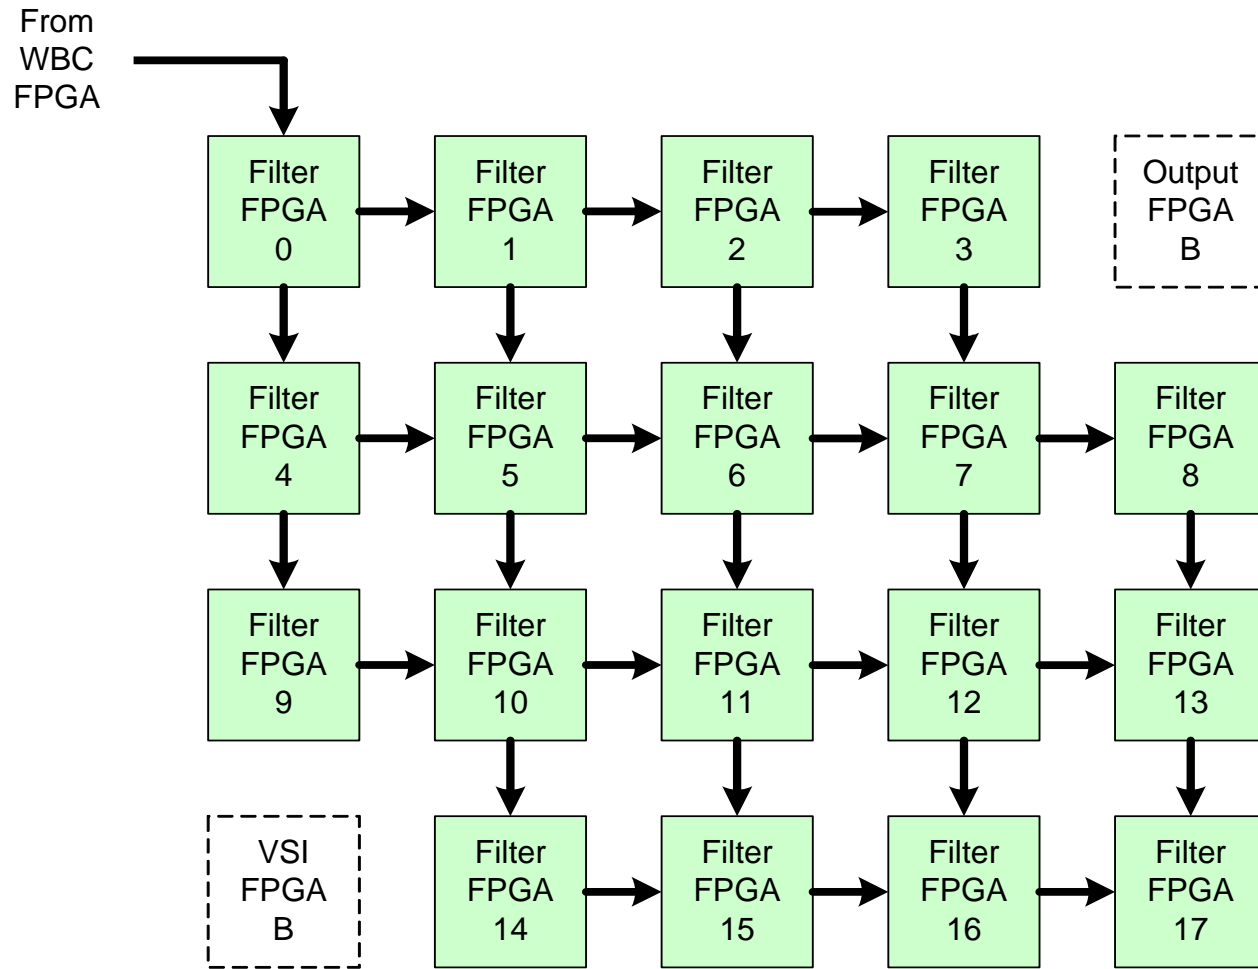 From
WBC
FPGA
Filter
FPGA
0
Filter
FPGA
1
Filter
FPGA
2
Filter
FPGA
3
Output
FPGA
B
Filter
FPGA
4
Filter
FPGA
5
Filter
FPGA
6
Filter
FPGA
7
Filter
FPGA
8
Filter
FPGA
9
Filter
FPGA
10
Filter
FPGA
11
Filter
FPGA
12
Filter
FPGA
13
VSI
FPGA
B
Filter
FPGA
14
Filter
FPGA
15
Filter
FPGA
16
Filter
FPGA
17